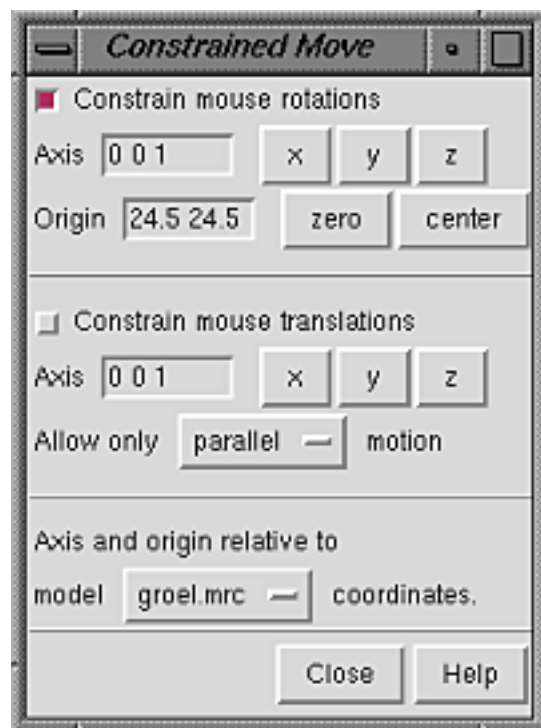 Constrained Move
Constrain mouse rotations
Axis 0 0 1 x y z
Origin 24.5 24.5 zero center
Constrain mouse translations
Axis 0 0 1 x y z
Allow only parallel motion
Axis and origin relative to
model groel.mrc coordinates.
Close Help